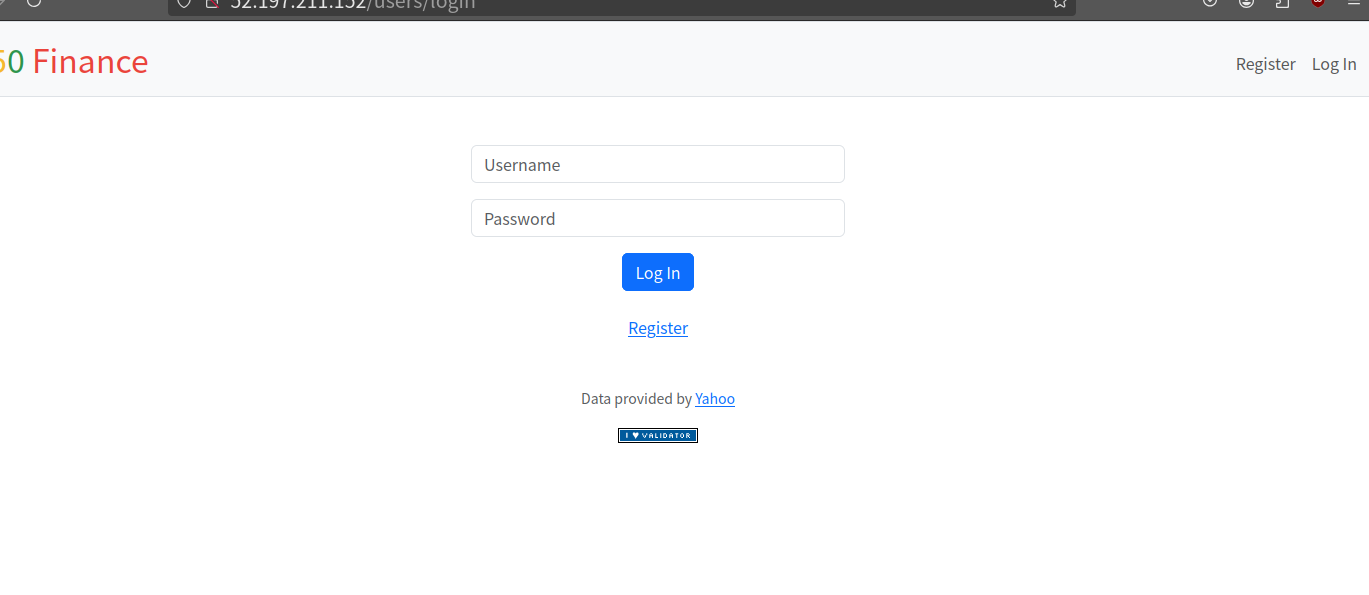 52.197.211.152/users/login
50 Finance
Register Log In
Username
Password
Log In
Register
Data provided by Yahoo
I ♥ VALIDATOR